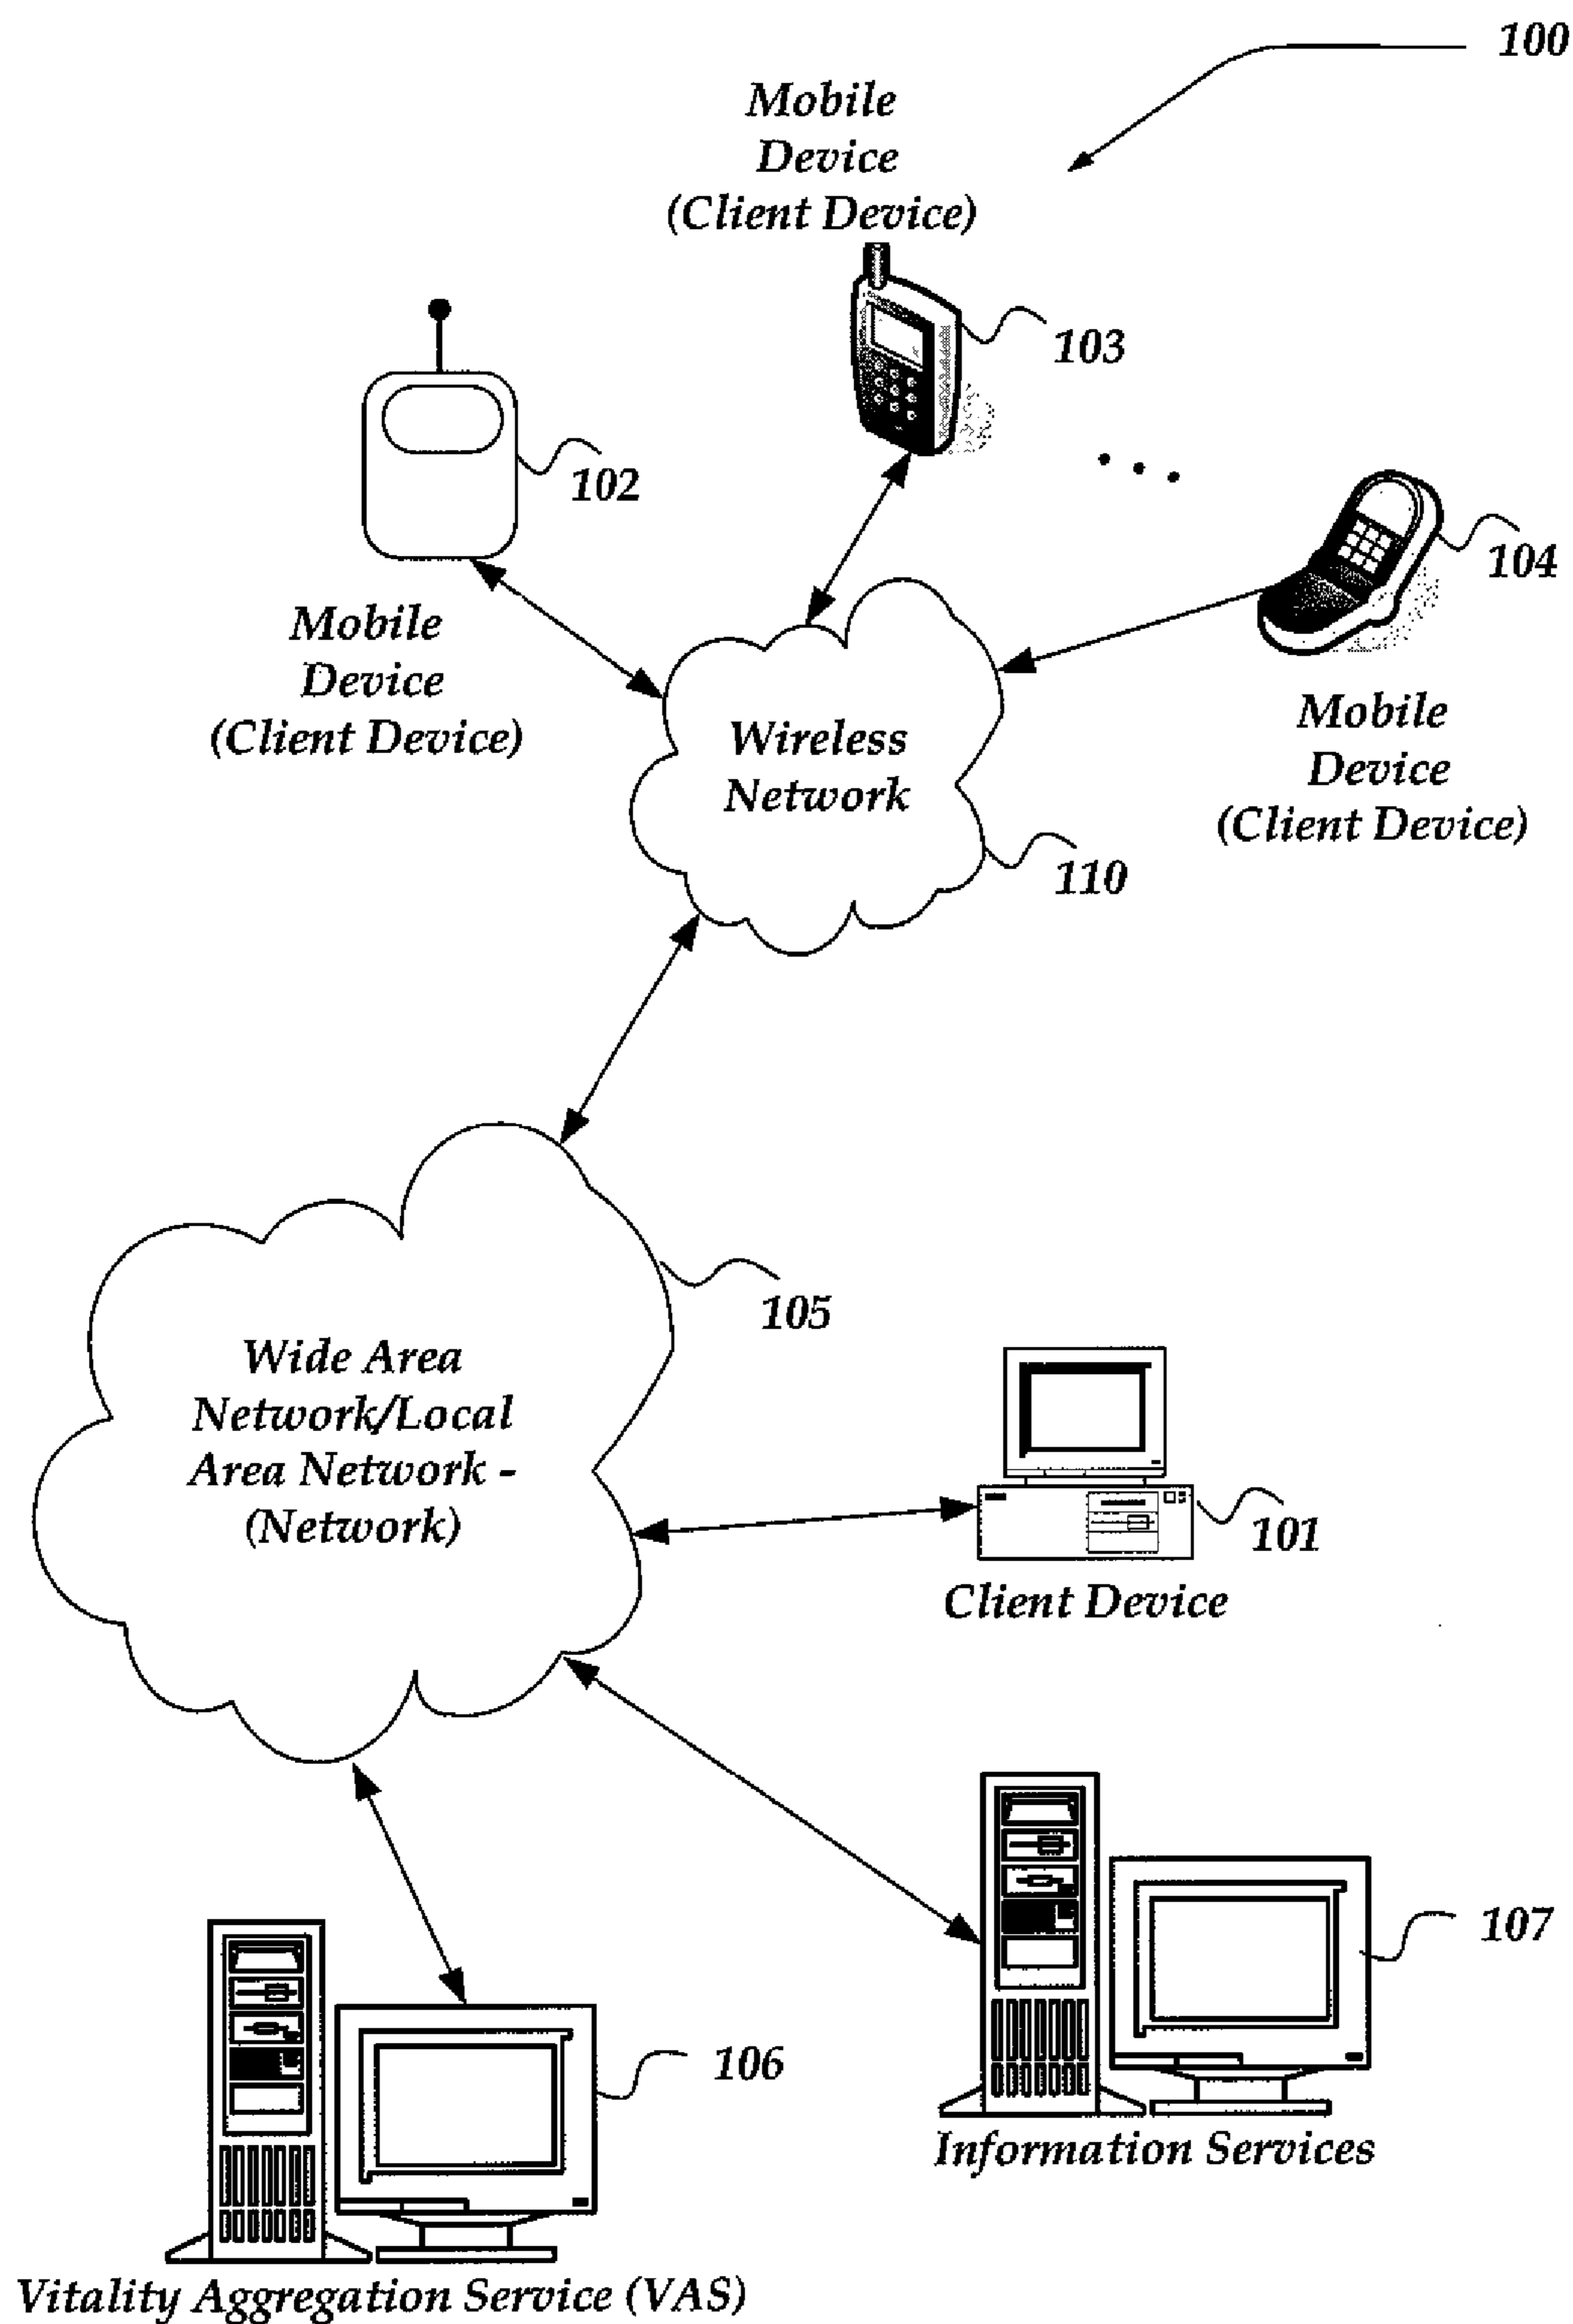 100
Mobile
Device
(Client Device)
103
102
104
Mobile
Device
(Client Device)
Mobile
Device
(Client Device)
Wireless
Network
110
105
Wide Area
Network/Local
Area Network -
(Network)
101
Client Device
107
106
Information Services
Vitality Aggregation Service (VAS)